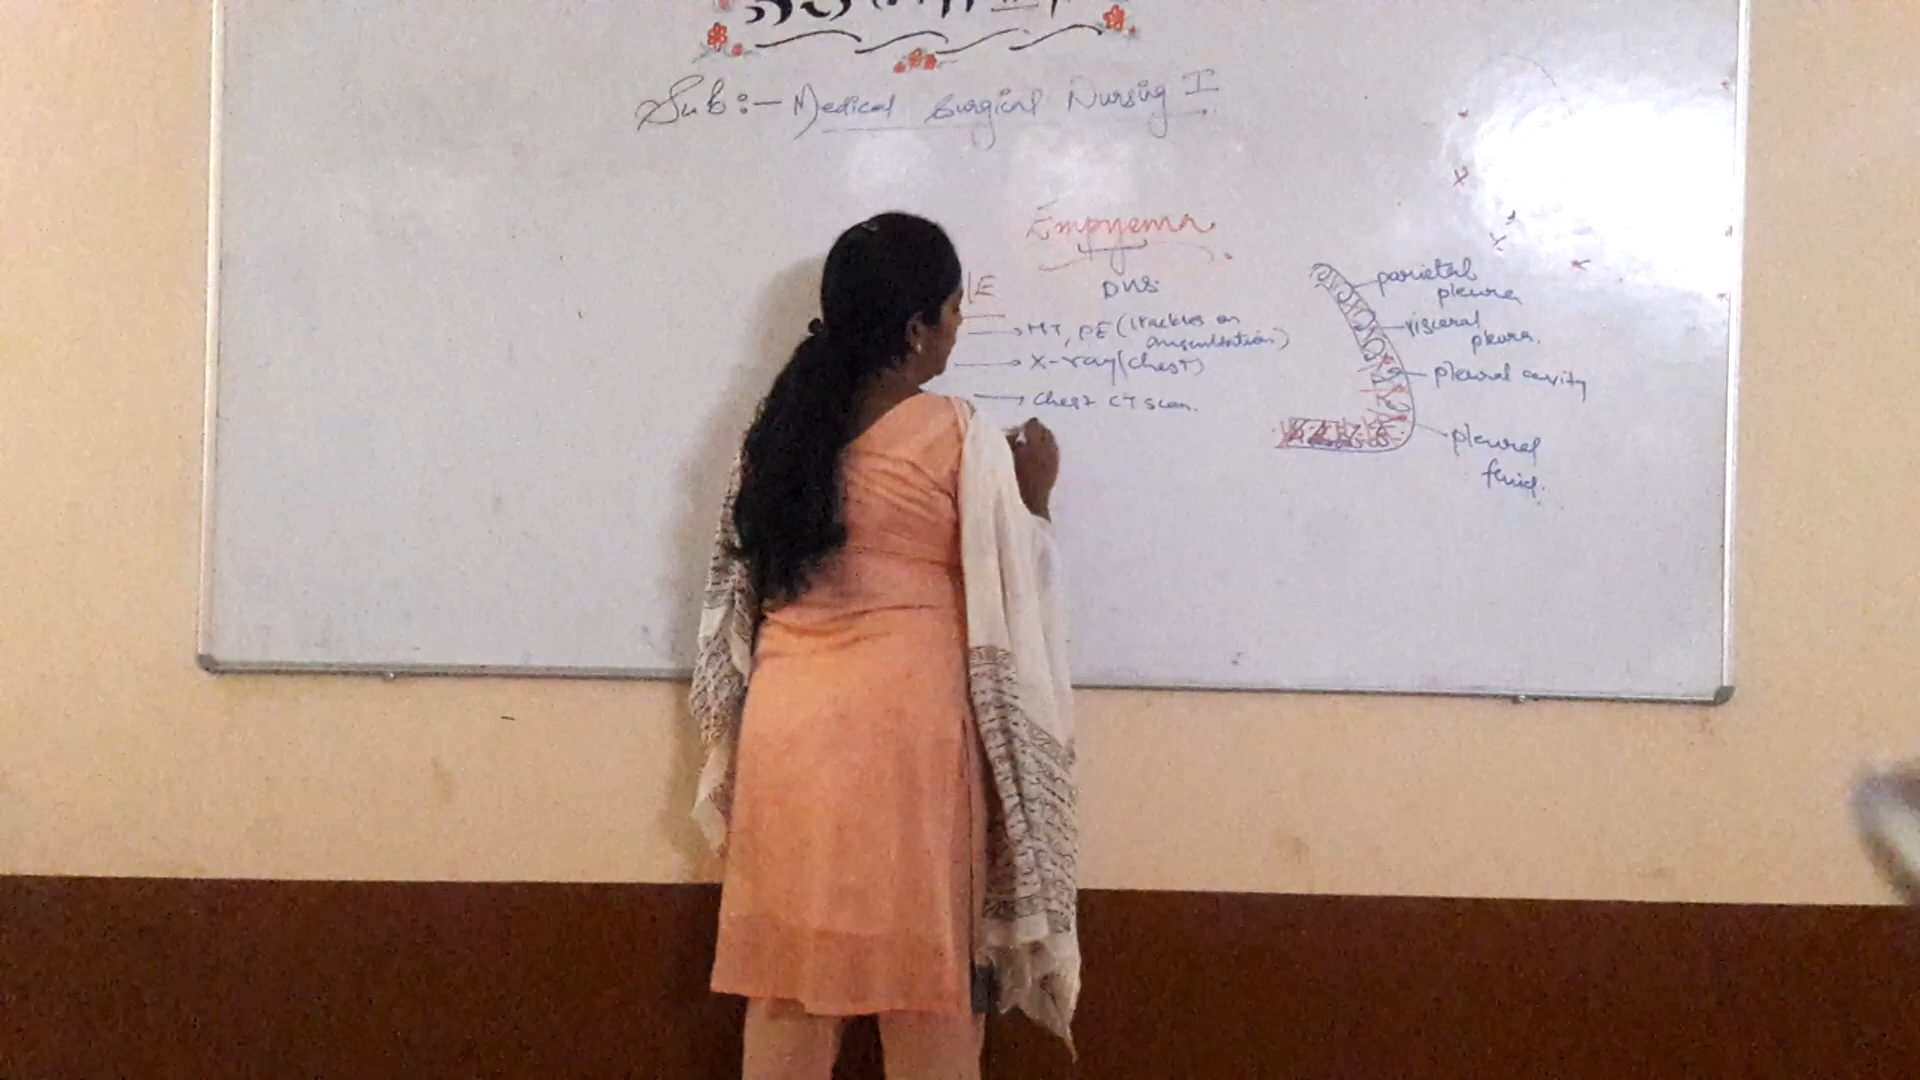 Sub:- Medical Surgical Nursing I
Empyema
E
→ HT, PE (crackles on
auscultation)
→ X-ray (chest)
→ Chest CT scan.
parietal
pleura
visceral
pleura.
pleural cavity
pleural
fluid.